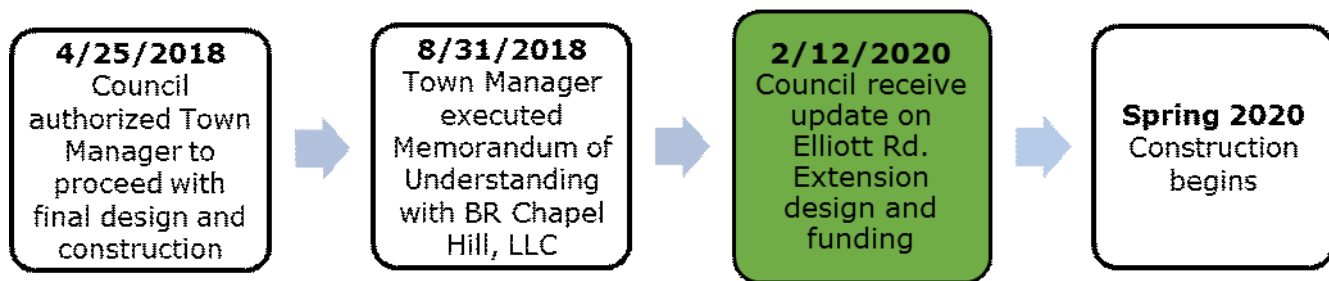 4/25/2018
Council
authorized Town
Manager to
proceed with
final design and
construction
8/31/2018
Town Manager
executed
Memorandum of
Understanding
with BR Chapel
Hill, LLC
2/12/2020
Council receive
update on
Elliott Rd.
Extension
design and
funding
Spring 2020
Construction
begins